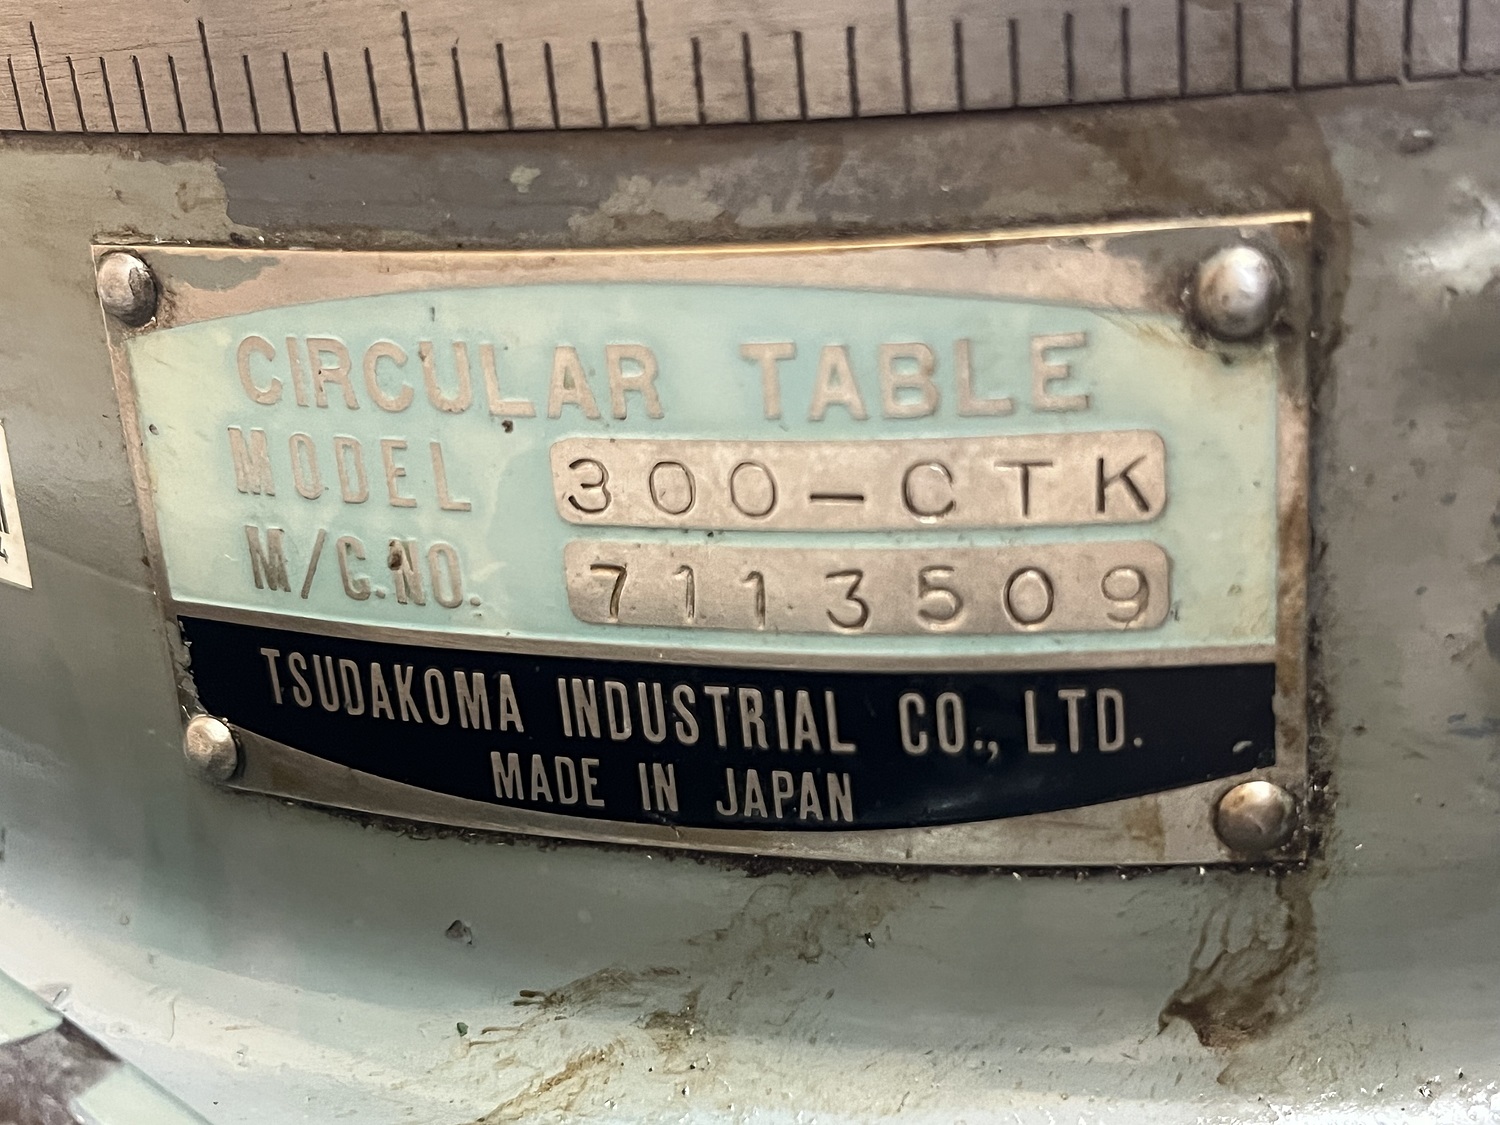 CIRCULAR TABLE
MODEL 300-CTK
M/C.NO. 7113509
TSUDAKOMA INDUSTRIAL CO., LTD.
MADE IN JAPAN